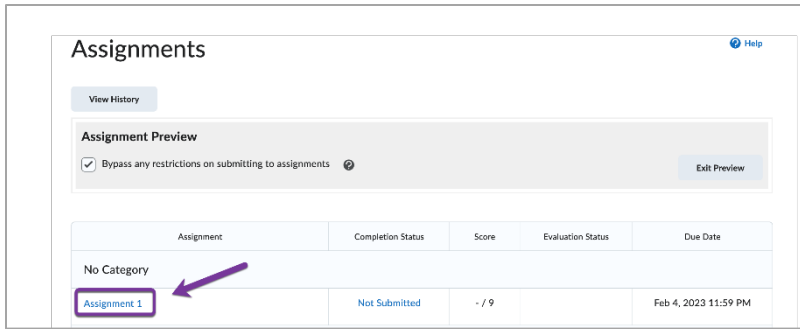 Assignments
Help
View History
Assignment Preview
Bypass any restrictions on submitting to assignments
Exit Preview
Assignment Completion Status Score Evaluation Status Due Date
No Category
Assignment 1 Not Submitted - / 9 Feb 4, 2023 11:59 PM